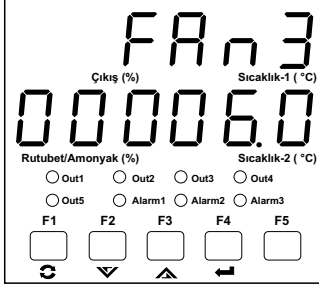 FAn3
Çıkış (%) Sıcaklık-1 ( °C)
00006.0
Rutubet/Amonyak (%) Sıcaklık-2 ( °C)
Out1 Out2 Out3 Out4
Out5 Alarm1 Alarm2 Alarm3
F1 F2 F3 F4 F5